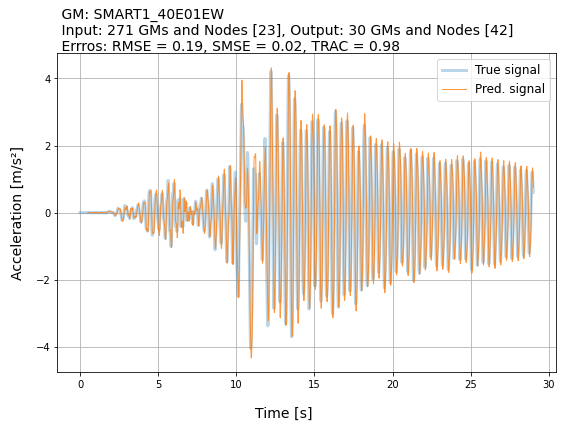 GM: SMART1_40E01EW
Input: 271 GMs and Nodes [23], Output: 30 GMs and Nodes [42]
Errros: RMSE = 0.19, SMSE = 0.02, TRAC = 0.98
True signal
Pred. signal
Acceleration [m/s²]
4
2
0
−2
−4
0 5 10 15 20 25 30
Time [s]